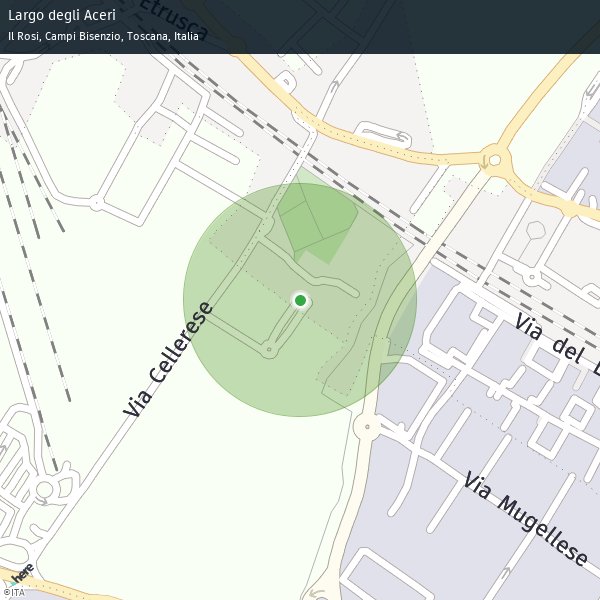 Largo degli Aceri
Il Rosi, Campi Bisenzio, Toscana, Italia
Etrusca
Via Cellerese
Via del
Via Mugellese
here
©ITA